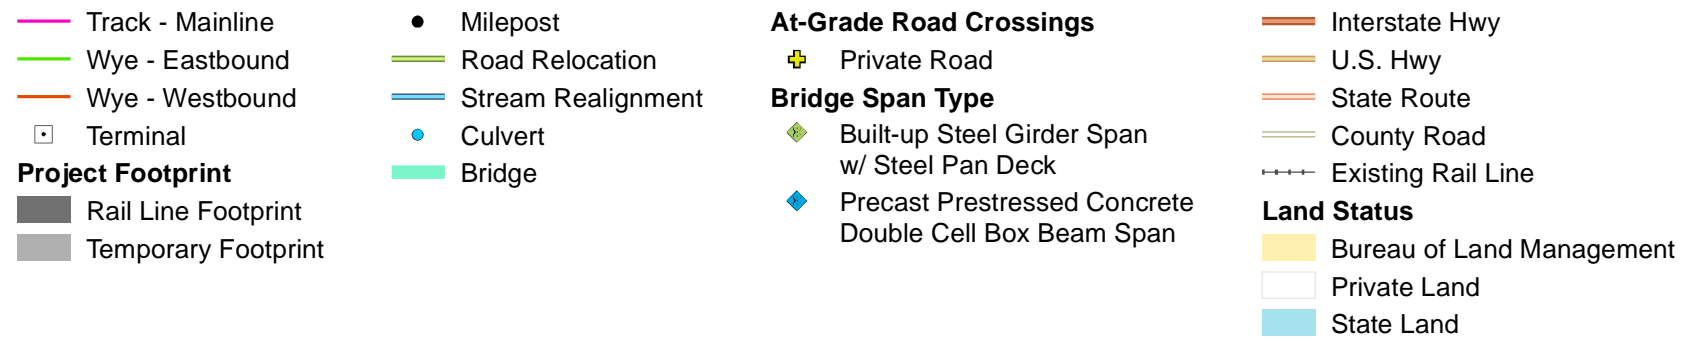 Track - Mainline
Wye - Eastbound
Wye - Westbound
Terminal
Project Footprint
Rail Line Footprint
Temporary Footprint
Milepost
Road Relocation
Stream Realignment
Culvert
Bridge
At-Grade Road Crossings
Private Road
Bridge Span Type
Built-up Steel Girder Span
w/ Steel Pan Deck
Precast Prestressed Concrete
Double Cell Box Beam Span
Interstate Hwy
U.S. Hwy
State Route
County Road
Existing Rail Line
Land Status
Bureau of Land Management
Private Land
State Land